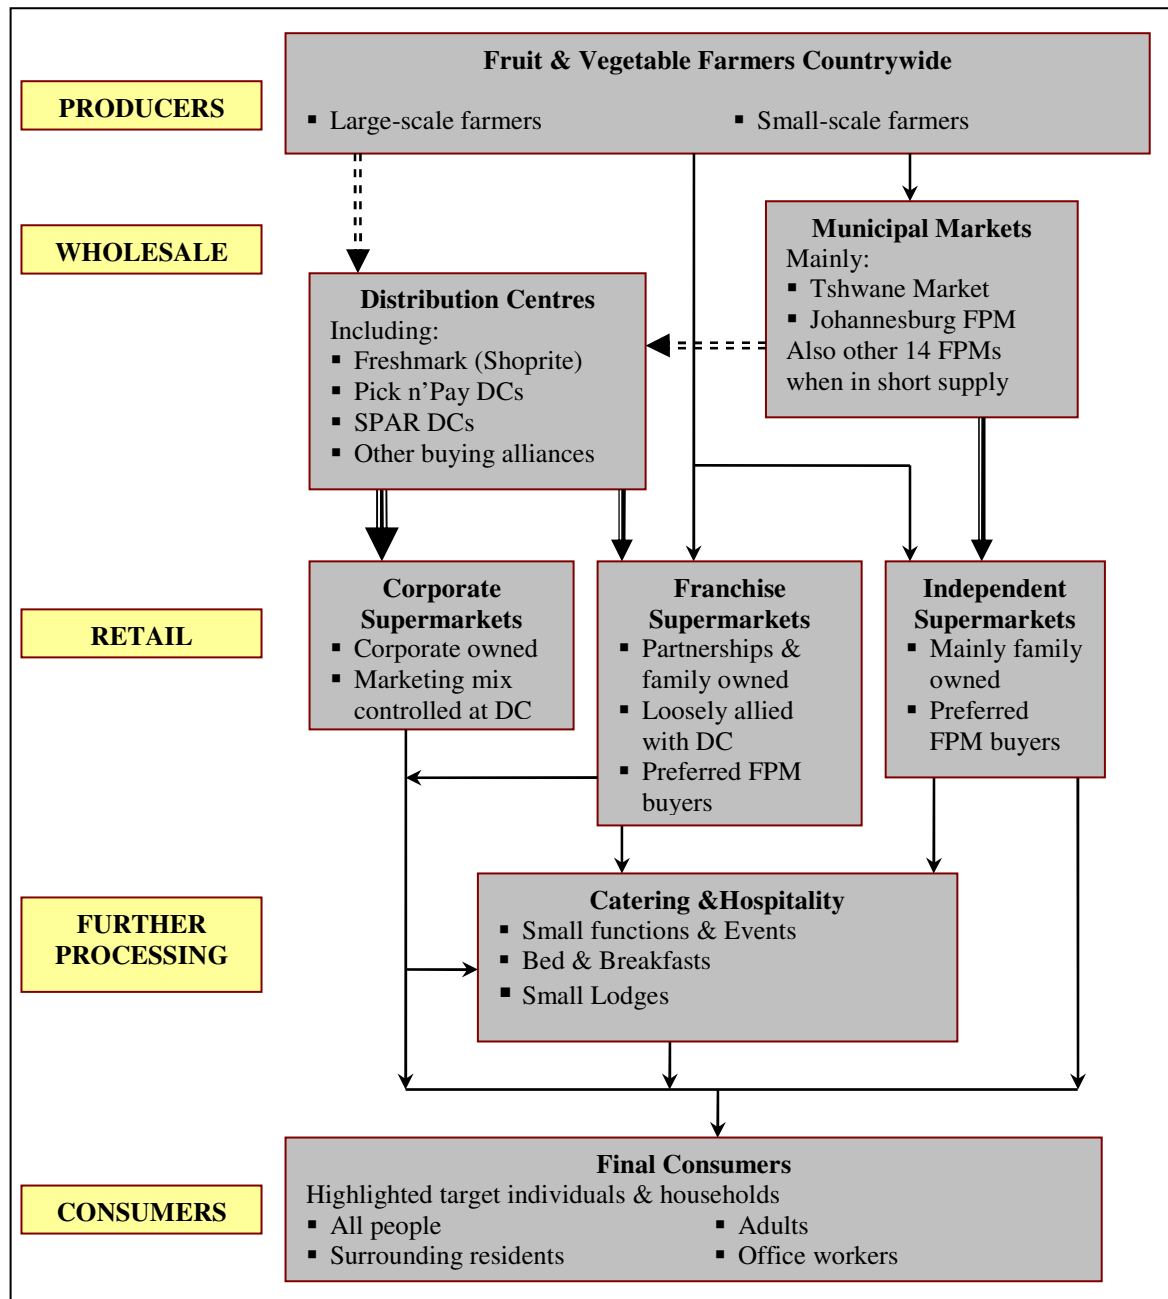 Fruit & Vegetable Farmers Countrywide
PRODUCERS
▪ Large-scale farmers
▪ Small-scale farmers
WHOLESALE
Municipal Markets
Mainly:
▪ Tshwane Market
▪ Johannesburg FPM
Also other 14 FPMs
when in short supply
Distribution Centres
Including:
▪ Freshmark (Shoprite)
▪ Pick n’Pay DCs
▪ SPAR DCs
▪ Other buying alliances
RETAIL
Corporate
Supermarkets
▪ Corporate owned
▪ Marketing mix
controlled at DC
Franchise
Supermarkets
▪ Partnerships &
family owned
▪ Loosely allied
with DC
▪ Preferred FPM
buyers
Independent
Supermarkets
▪ Mainly family
owned
▪ Preferred
FPM buyers
FURTHER
PROCESSING
Catering &Hospitality
▪ Small functions & Events
▪ Bed & Breakfasts
▪ Small Lodges
CONSUMERS
Final Consumers
Highlighted target individuals & households
▪ All people
▪ Adults
▪ Surrounding residents
▪ Office workers